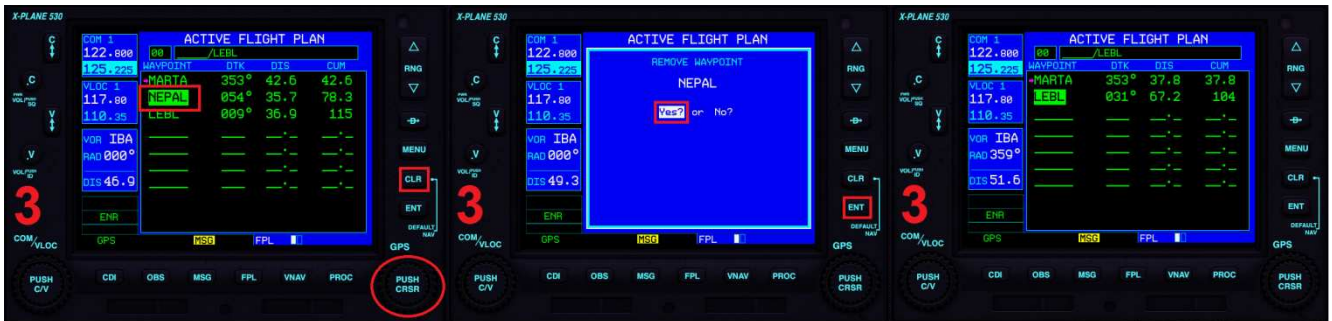 X-PLANE 530
C
COM 1
122.800
125.225
VLOC 1
117.80
110.35
VOR IBA
RAD 000°
DIS 46.9
ENR
GPS
ACTIVE FLIGHT PLAN
00 _____/LEBL
WAYPOINT DTK DIS CUM
MARTA 353° 42.6 42.6
NEPAL 054° 35.7 78.3
LEBL 009° 36.9 115
MSG FPL
RNG
MENU
CLR
ENT
DEFAULT NAV
GPS
C
V
V
3
COM/VLOC
PUSH C/V
CDI OBS MSG FPL VNAV PROC
PUSH CRSR
X-PLANE 530
C
COM 1
122.800
125.225
VLOC 1
117.80
110.35
VOR IBA
RAD 000°
DIS 49.3
ENR
GPS
ACTIVE FLIGHT PLAN
REMOVE WAYPOINT
NEPAL
Yes? or No?
MSG FPL
RNG
MENU
CLR
ENT
DEFAULT NAV
GPS
C
V
V
3
COM/VLOC
PUSH C/V
CDI OBS MSG FPL VNAV PROC
PUSH CRSR
X-PLANE 530
C
COM 1
122.800
125.225
VLOC 1
117.80
110.35
VOR IBA
RAD 359°
DIS 51.6
ENR
GPS
ACTIVE FLIGHT PLAN
00 _____/LEBL
WAYPOINT DTK DIS CUM
MARTA 353° 37.8 37.8
LEBL 031° 67.2 104
MSG FPL
RNG
MENU
CLR
ENT
DEFAULT NAV
GPS
C
V
V
3
COM/VLOC
PUSH C/V
CDI OBS MSG FPL VNAV PROC
PUSH CRSR